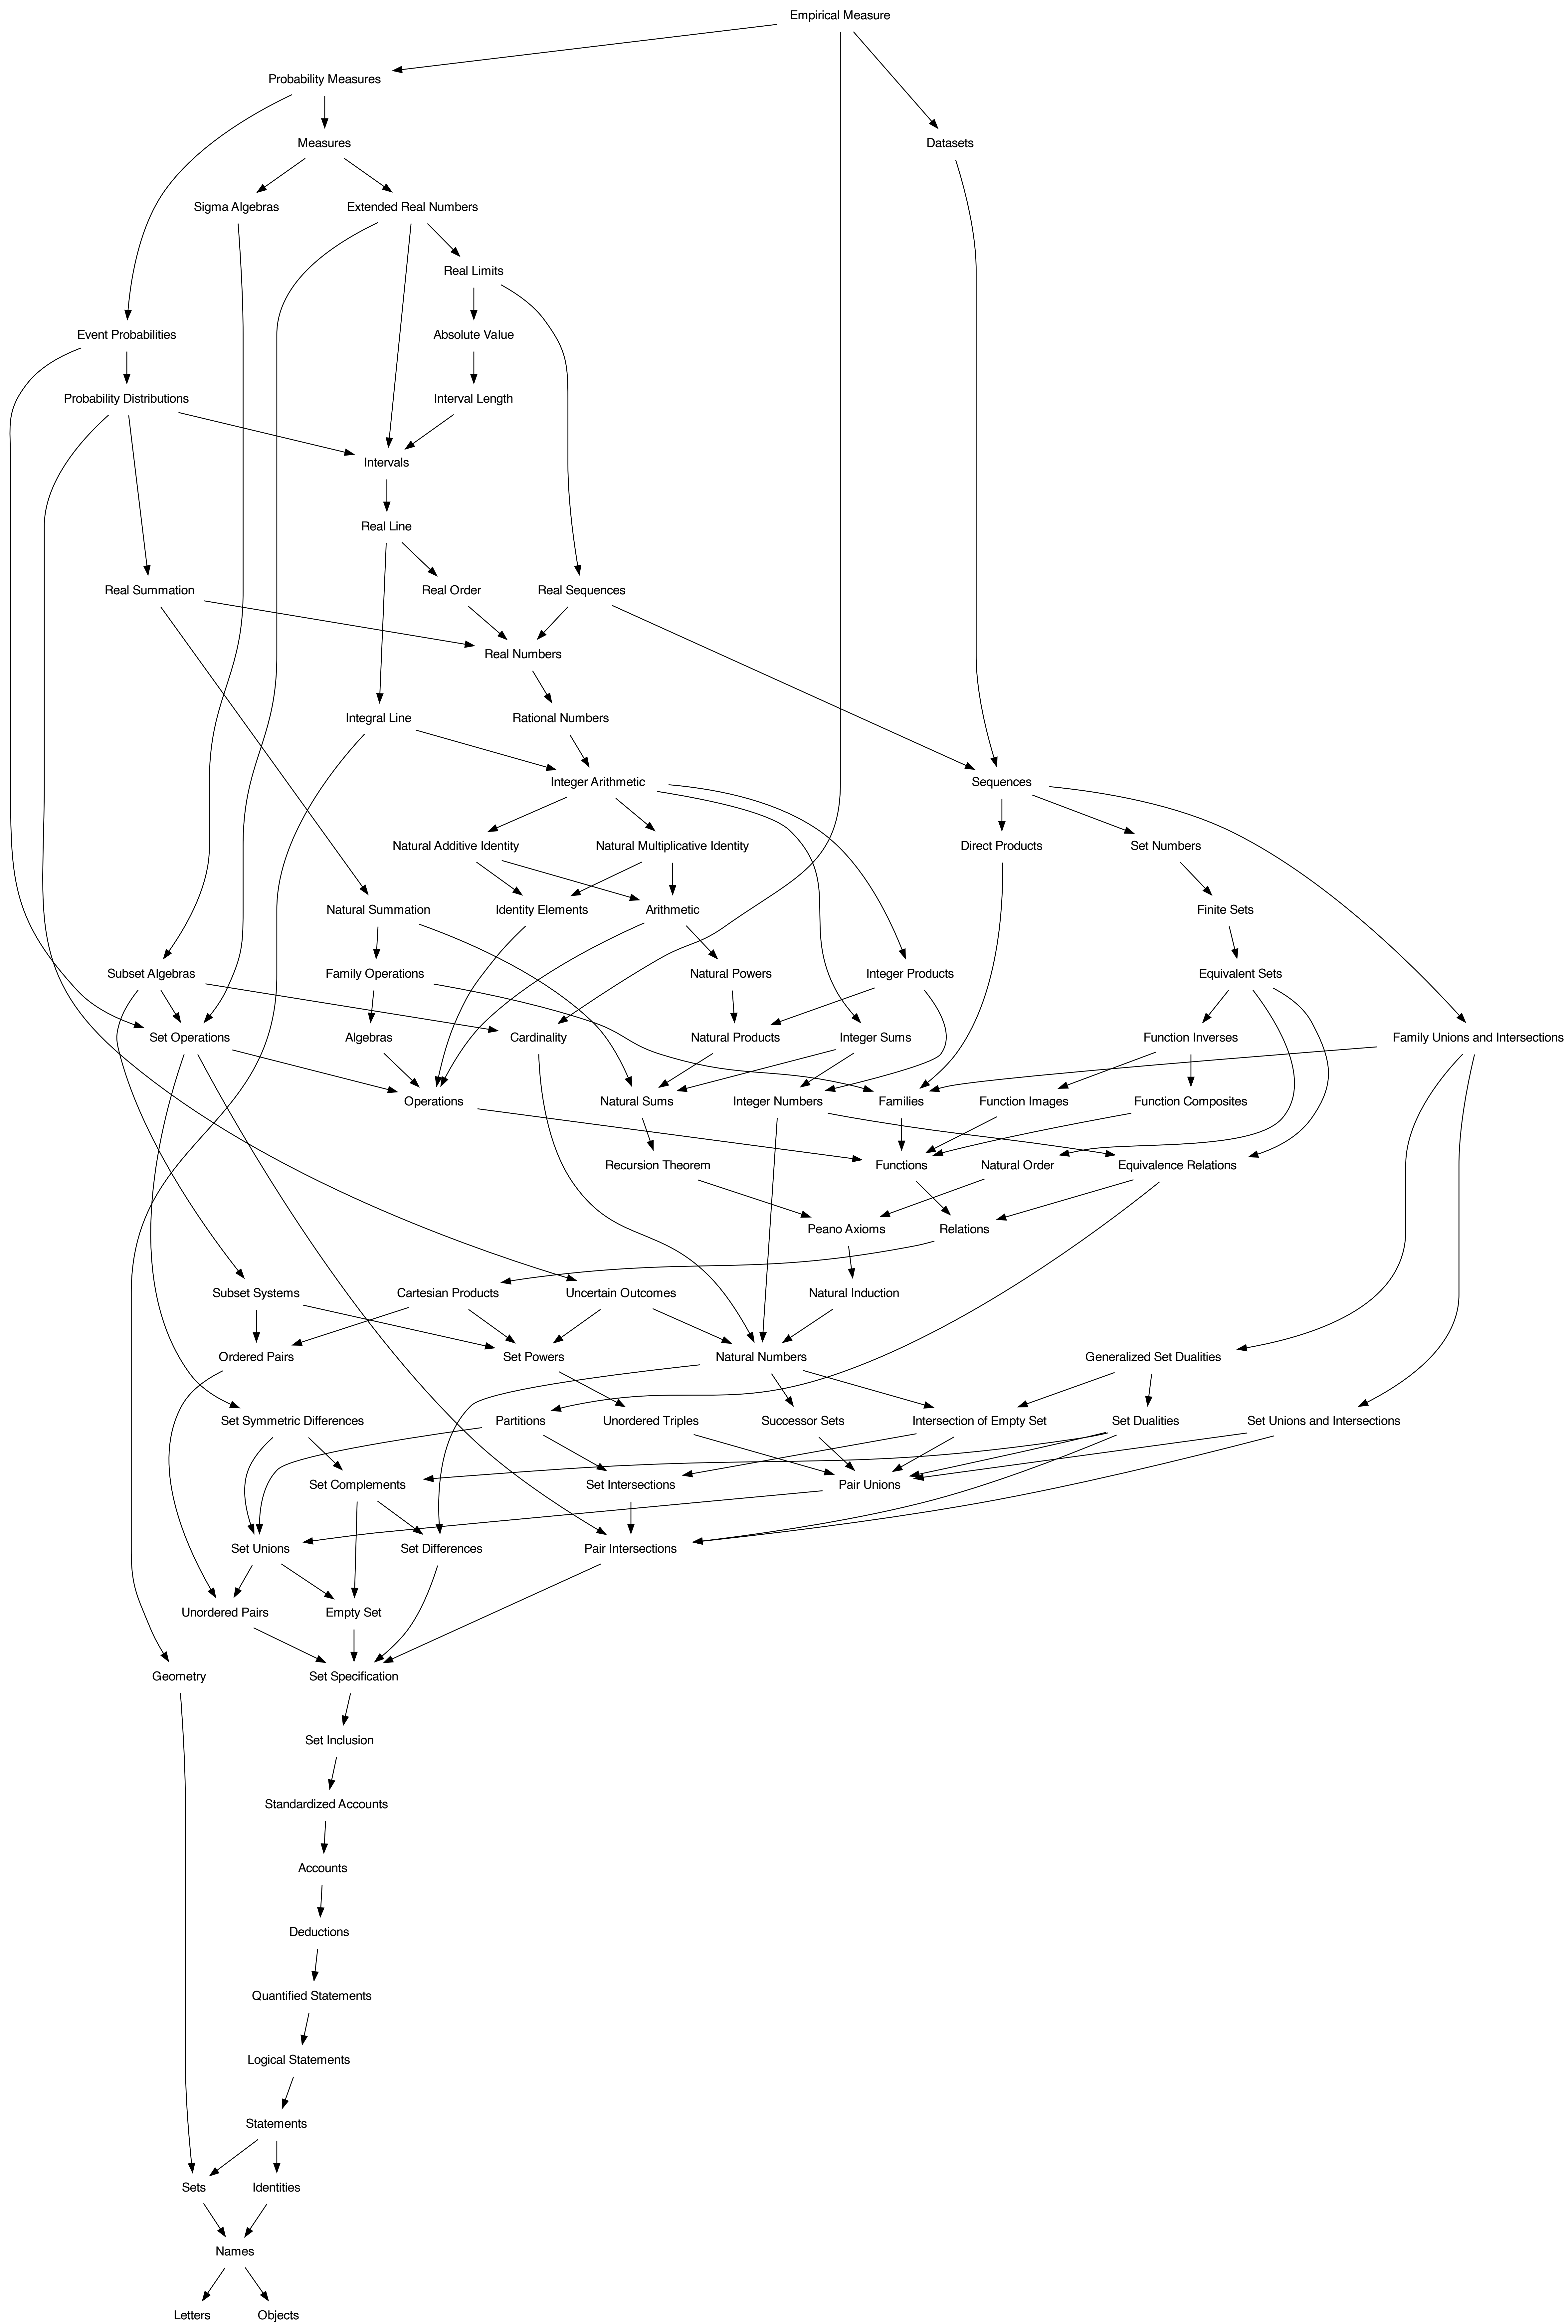 Empirical Measure
Probability Measures
Measures
Datasets
Sigma Algebras
Extended Real Numbers
Real Limits
Event Probabilities
Absolute Value
Probability Distributions
Interval Length
Intervals
Real Line
Real Summation
Real Order
Real Sequences
Real Numbers
Integral Line
Rational Numbers
Integer Arithmetic
Sequences
Natural Additive Identity
Natural Multiplicative Identity
Direct Products
Set Numbers
Natural Summation
Identity Elements
Arithmetic
Finite Sets
Subset Algebras
Family Operations
Natural Powers
Integer Products
Equivalent Sets
Set Operations
Algebras
Cardinality
Natural Products
Integer Sums
Function Inverses
Family Unions and Intersections
Operations
Natural Sums
Integer Numbers
Families
Function Images
Function Composites
Recursion Theorem
Functions
Natural Order
Equivalence Relations
Peano Axioms
Relations
Subset Systems
Cartesian Products
Uncertain Outcomes
Natural Induction
Ordered Pairs
Set Powers
Natural Numbers
Generalized Set Dualities
Set Symmetric Differences
Partitions
Unordered Triples
Successor Sets
Intersection of Empty Set
Set Dualities
Set Unions and Intersections
Set Complements
Set Intersections
Pair Unions
Set Unions
Set Differences
Pair Intersections
Unordered Pairs
Empty Set
Geometry
Set Specification
Set Inclusion
Standardized Accounts
Accounts
Deductions
Quantified Statements
Logical Statements
Statements
Sets
Identities
Names
Letters
Objects